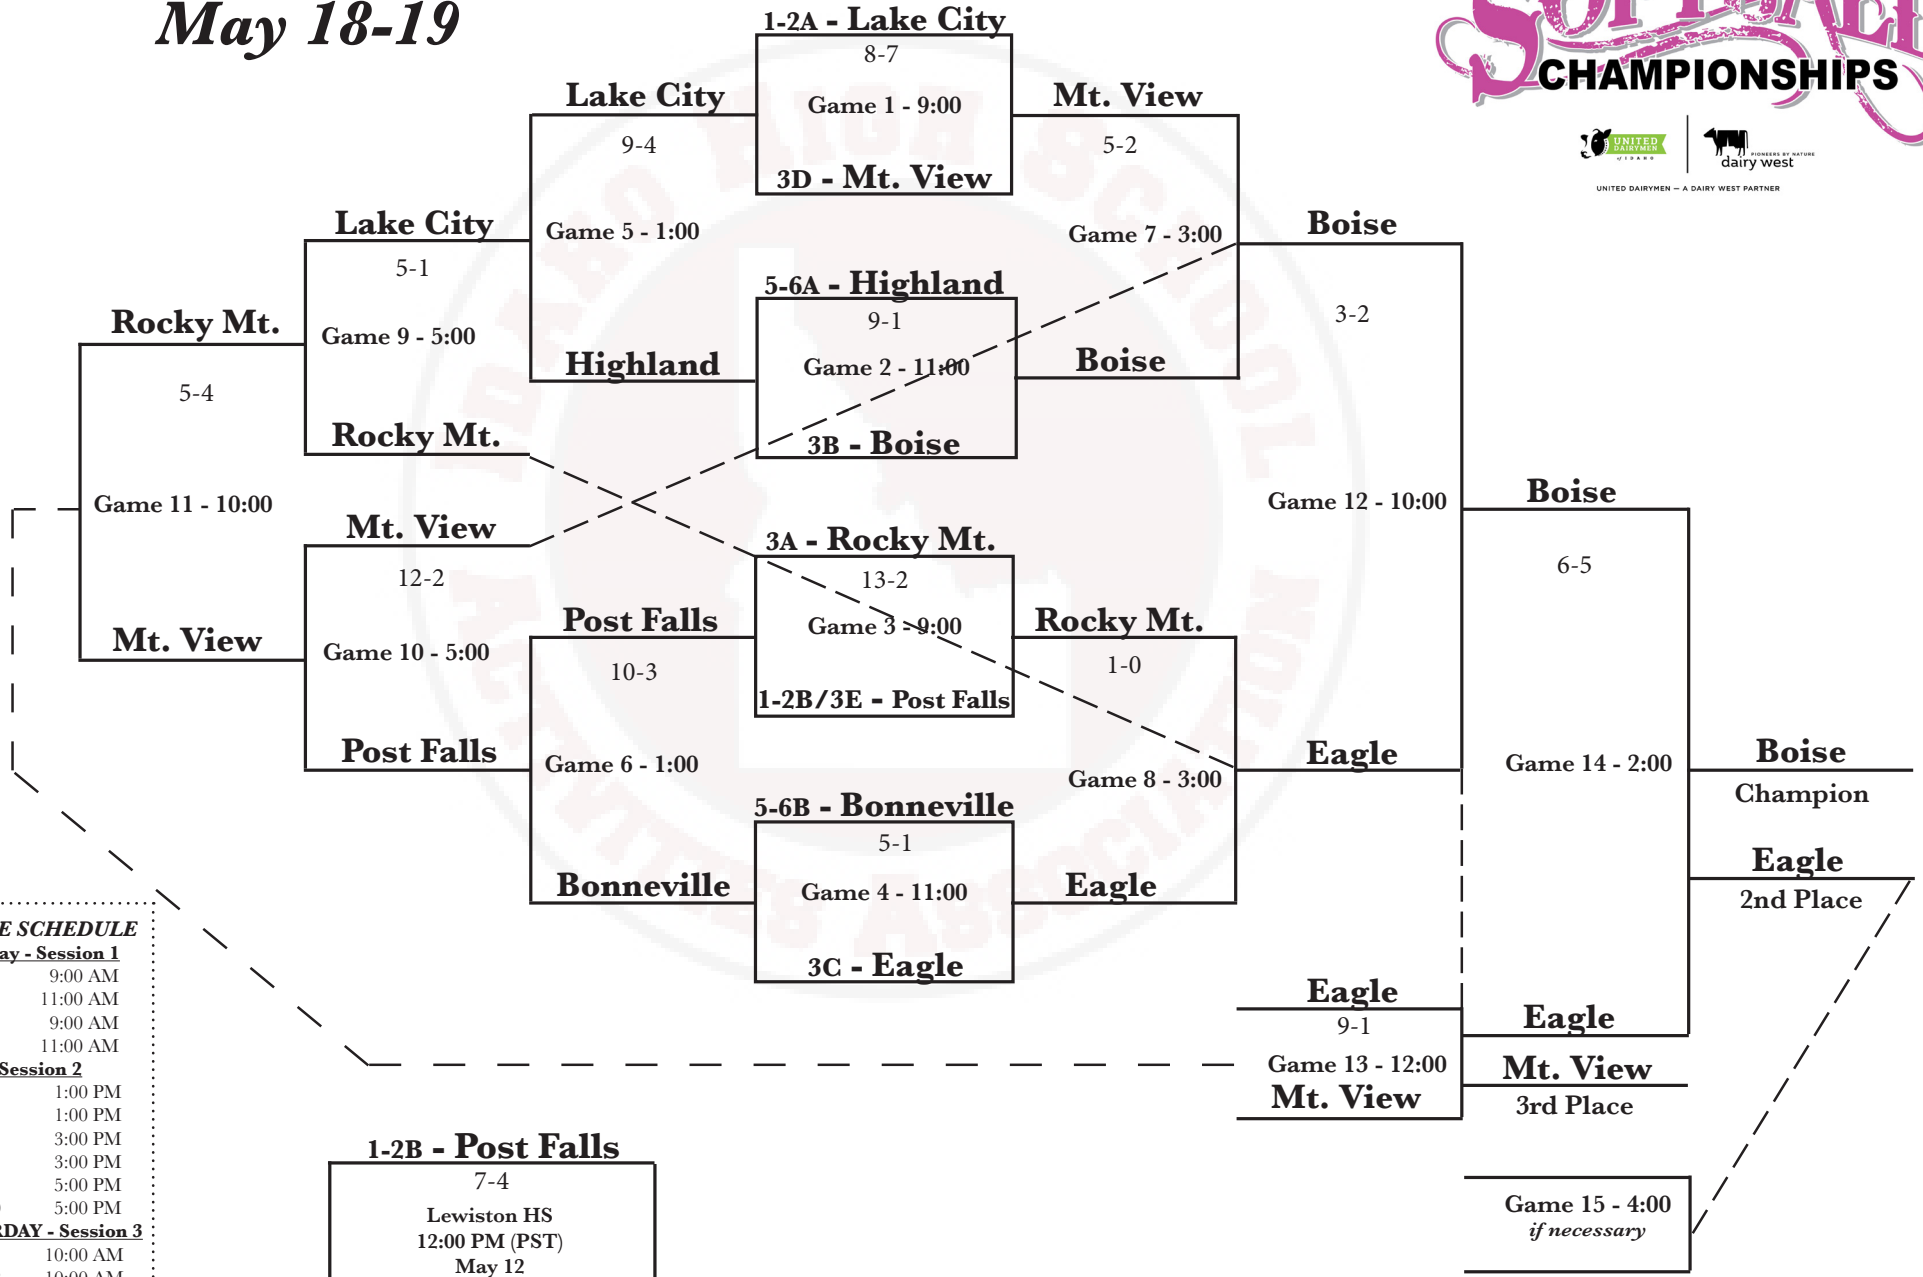 May 18-19
SOFTBALL
CHAMPIONSHIPS
UNITED
DAIRYMEN
of IDAHO
PIONEERS BY NATURE
dairy west
UNITED DAIRYMEN — A DAIRY WEST PARTNER
IDAHO HIGH SCHOOL
ACTIVITIES ASSOCIATION
Rocky Mt.
5-4
Game 11 - 10:00
Mt. View
Lake City
5-1
Game 9 - 5:00
Rocky Mt.
Mt. View
12-2
Game 10 - 5:00
Post Falls
Lake City
9-4
Game 5 - 1:00
Highland
Post Falls
10-3
Game 6 - 1:00
Bonneville
1-2A - Lake City
8-7
Game 1 - 9:00
3D - Mt. View
5-6A - Highland
9-1
Game 2 - 11:00
3B - Boise
3A - Rocky Mt.
13-2
Game 3 - 9:00
1-2B/3E - Post Falls
5-6B - Bonneville
5-1
Game 4 - 11:00
3C - Eagle
Mt. View
5-2
Game 7 - 3:00
Boise
Rocky Mt.
1-0
Game 8 - 3:00
Eagle
Boise
3-2
Game 12 - 10:00
Eagle
Eagle
9-1
Game 13 - 12:00
Mt. View
Boise
6-5
Game 14 - 2:00
Eagle
Mt. View
3rd Place
Boise
Champion
Eagle
2nd Place
Game 15 - 4:00
if necessary
1-2B - Post Falls
7-4
Lewiston HS
12:00 PM (PST)
May 12
E SCHEDULE
ay - Session 1
9:00 AM
11:00 AM
9:00 AM
11:00 AM
Session 2
1:00 PM
1:00 PM
3:00 PM
3:00 PM
5:00 PM
5:00 PM
RDAY - Session 3
10:00 AM
10:00 AM